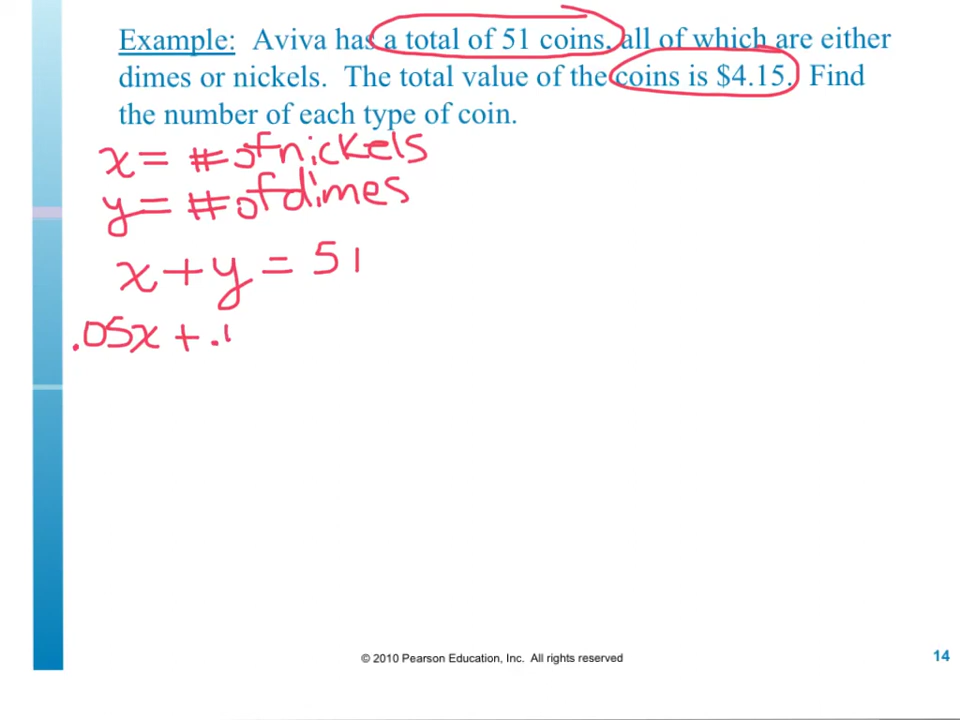 Example: Aviva has a total of 51 coins, all of which are either
dimes or nickels. The total value of the coins is $4.15. Find
the number of each type of coin.
x = # of nickels
y = # of dimes
x + y = 51
.05x + .1
© 2010 Pearson Education, Inc. All rights reserved
14